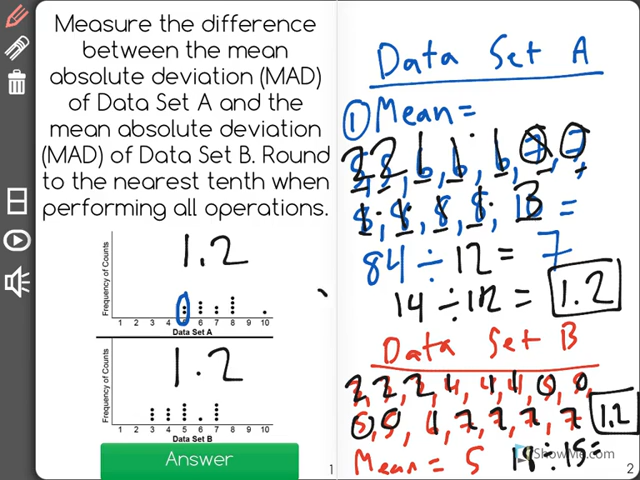 Measure the difference
between the mean
absolute deviation (MAD)
of Data Set A and the
mean absolute deviation
(MAD) of Data Set B. Round
to the nearest tenth when
performing all operations.
1.2
Frequency of Counts
1 2 3 4 5 6 7 8 9 10
Data Set A
1.2
Frequency of Counts
1 2 3 4 5 6 7 8 9 10
Data Set B
Answer
1
Data Set A
① Mean =
84 ÷ 12 = 7
14 ÷ 12 = 1.2
Data Set B
1.2
Mean = 5 18 ÷ 15 =
ShowMe.com
2